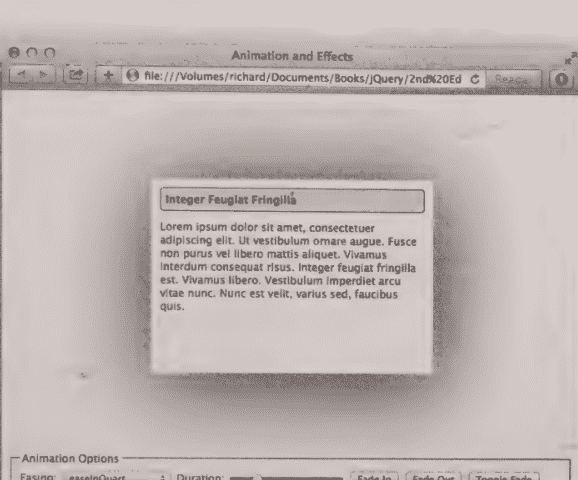 Animation and Effects
file:///Volumes/richard/Documents/Books/jQuery/2nd%20Ed
Reader
Integer Feugiat Fringilla
Lorem ipsum dolor sit amet, consectetuer
adipiscing elit. Ut vestibulum ornare augue. Fusce
non purus vel libero mattis aliquet. Vivamus
interdum consequat risus. Integer feugiat fringilla
est. Vivamus libero. Vestibulum imperdiet arcu
vitae nunc. Nunc est velit, varius sed, faucibus
quis.
Animation Options
Easing: easeInQuart Duration: Fade In Fade Out Toggle Fade